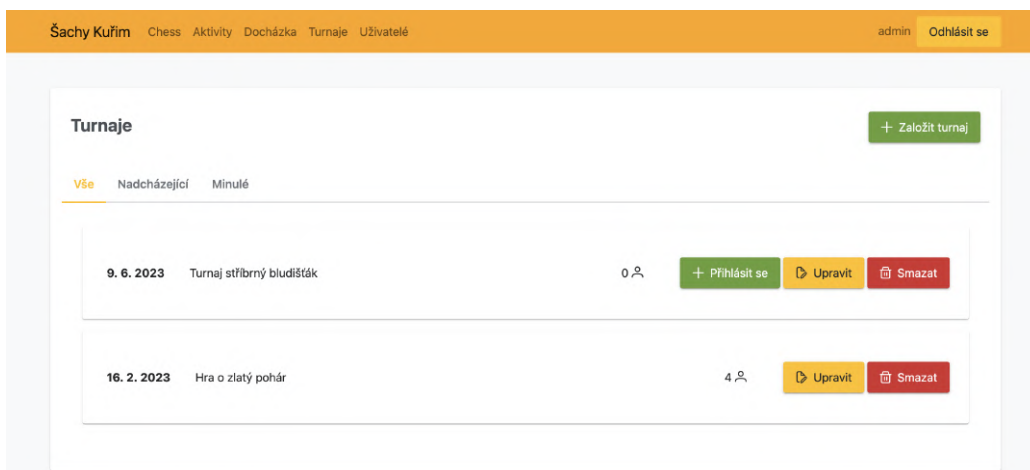 Šachy Kuřim Chess Aktivity Docházka Turnaje Uživatelé admin Odhlásit se
Turnaje + Založit turnaj
Vše Nadcházející Minulé
9. 6. 2023 Turnaj stříbrný bludišťák 0 + Přihlásit se Upravit Smazat
16. 2. 2023 Hra o zlatý pohár 4 Upravit Smazat